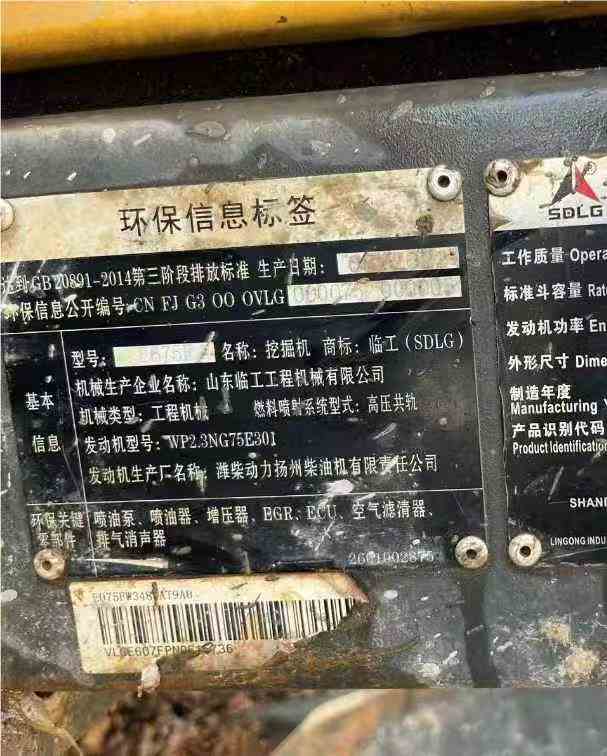 环保信息标签
达到GB20891-2014第三阶段排放标准 生产日期:
环保信息公开编号:CN FJ G3 00 0VLG
基本
信息
型号: E675F 名称: 挖掘机 商标: 临工(SDLG)
机械生产企业名称: 山东临工工程机械有限公司
机械类型: 工程机械 燃料喷射系统型式: 高压共轨
发动机型号: WP2.3NG75E301
发动机生产厂名称: 潍柴动力扬州柴油机有限责任公司
环保关键
零部件
喷油泵、喷油器、增压器、EGR、ECU、空气滤清器、
排气消声器
SDLG
工作质量 Opera
标准斗容量 Rate
发动机功率 En
外形尺寸 Dime
制造年度
Manufacturing
产品识别代码
Product Identification
SHAN
LINGONG INDU